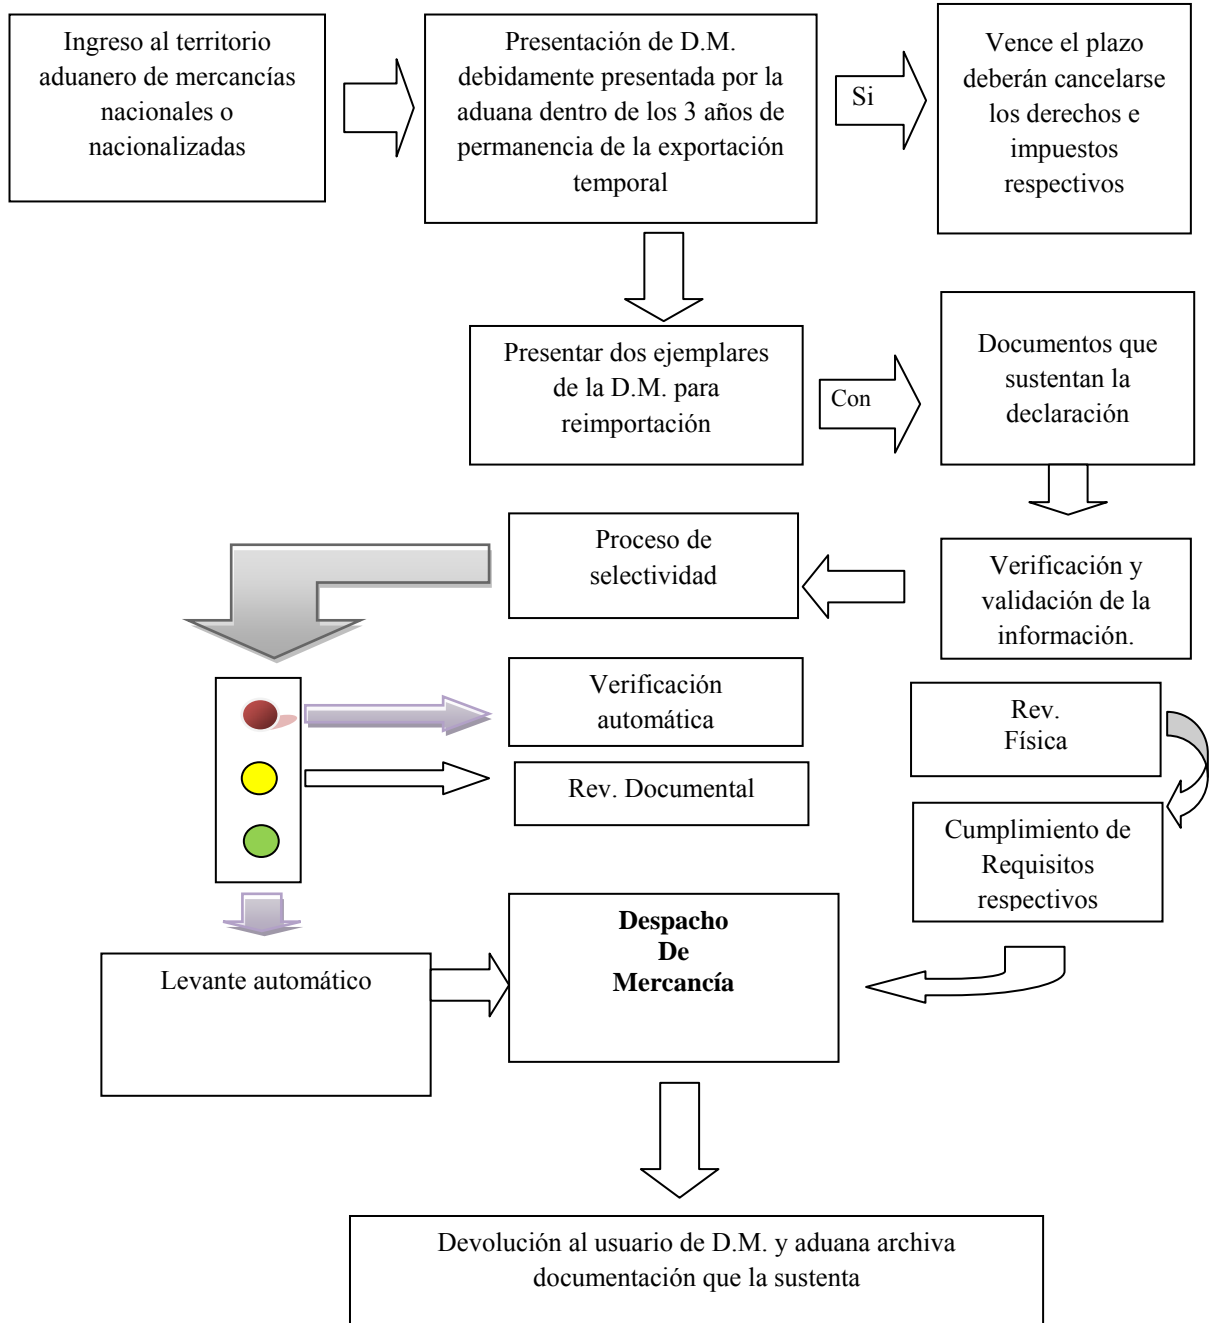 Ingreso al territorio
aduanero de mercancías
nacionales o
nacionalizadas
Presentación de D.M.
debidamente presentada por la
aduana dentro de los 3 años de
permanencia de la exportación
temporal
Si
Vence el plazo
deberán cancelarse
los derechos e
impuestos
respectivos
Presentar dos ejemplares
de la D.M. para
reimportación
Con
Documentos que
sustentan la
declaración
Proceso de
selectividad
Verificación y
validación de la
información.
Verificación
automática
Rev.
Física
Rev. Documental
Cumplimiento de
Requisitos
respectivos
Levante automático
Despacho
De
Mercancía
Devolución al usuario de D.M. y aduana archiva
documentación que la sustenta